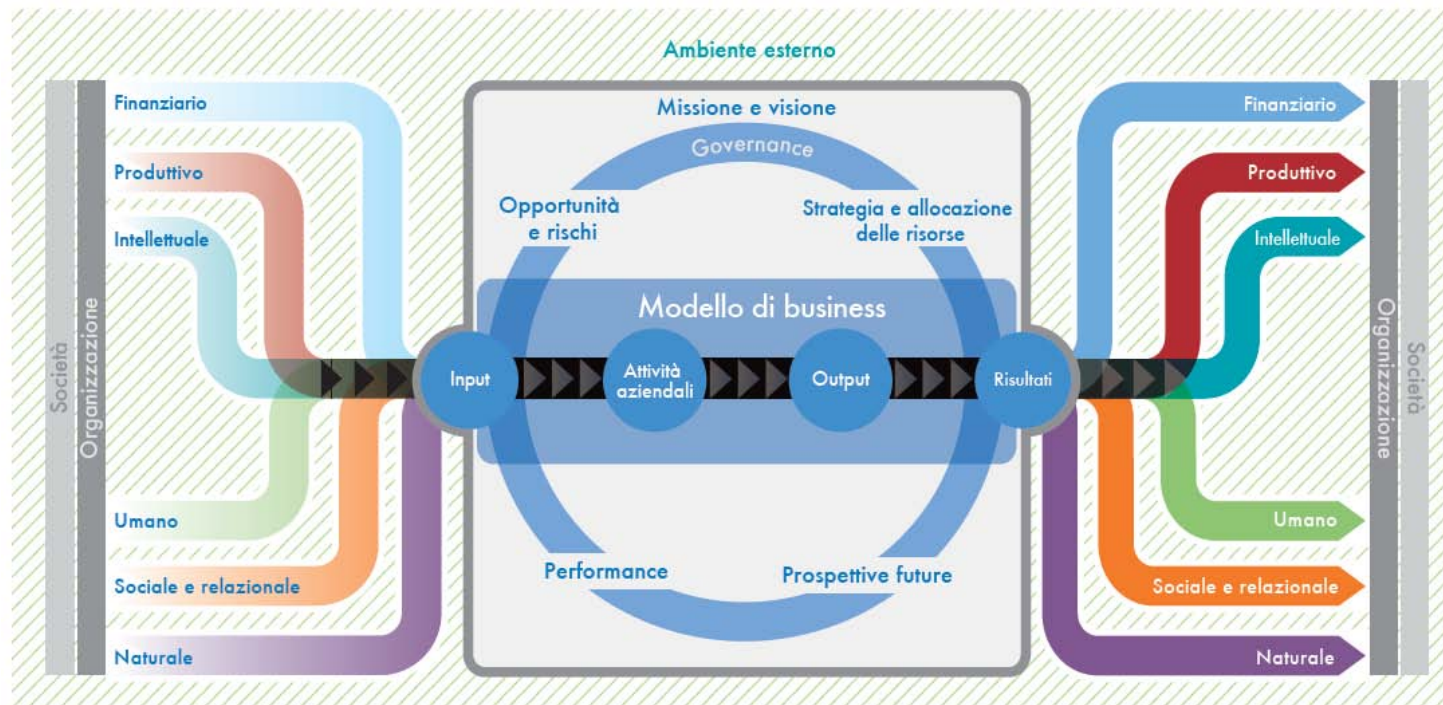 Ambiente esterno
Società
Organizzazione
Finanziario
Produttivo
Intellettuale
Umano
Sociale e relazionale
Naturale
Missione e visione
Governance
Opportunità
e rischi
Strategia e allocazione
delle risorse
Modello di business
Input
Attività
aziendali
Output
Risultati
Performance
Prospettive future
Finanziario
Produttivo
Intellettuale
Umano
Sociale e relazionale
Naturale
Organizzazione
Società